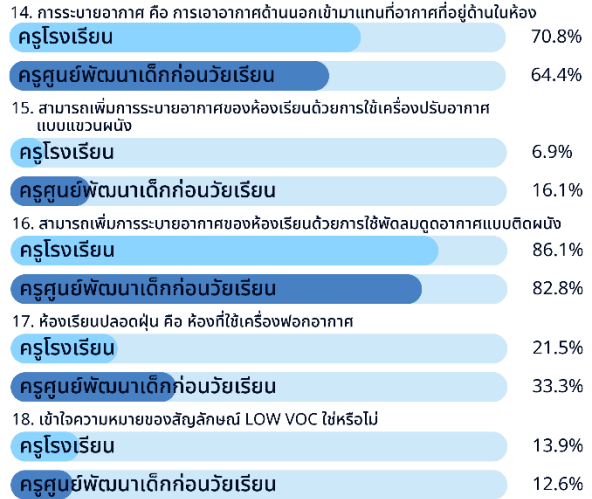 14. การระบายอากาศ คือ การเอาอากาศด้านนอกเข้ามาแทนที่อากาศที่อยู่ด้านในห้อง
ครูโรงเรียน 70.8%
ครูศูนย์พัฒนาเด็กก่อนวัยเรียน 64.4%
15. สามารถเพิ่มการระบายอากาศของห้องเรียนด้วยการใช้เครื่องปรับอากาศ
แบบแขวนผนัง
ครูโรงเรียน 6.9%
ครูศูนย์พัฒนาเด็กก่อนวัยเรียน 16.1%
16. สามารถเพิ่มการระบายอากาศของห้องเรียนด้วยการใช้พัดลมดูดอากาศแบบติดผนัง
ครูโรงเรียน 86.1%
ครูศูนย์พัฒนาเด็กก่อนวัยเรียน 82.8%
17. ห้องเรียนปลอดฝุ่น คือ ห้องที่ใช้เครื่องฟอกอากาศ
ครูโรงเรียน 21.5%
ครูศูนย์พัฒนาเด็กก่อนวัยเรียน 33.3%
18. เข้าใจความหมายของสัญลักษณ์ LOW VOC ใช่หรือไม่
ครูโรงเรียน 13.9%
ครูศูนย์พัฒนาเด็กก่อนวัยเรียน 12.6%